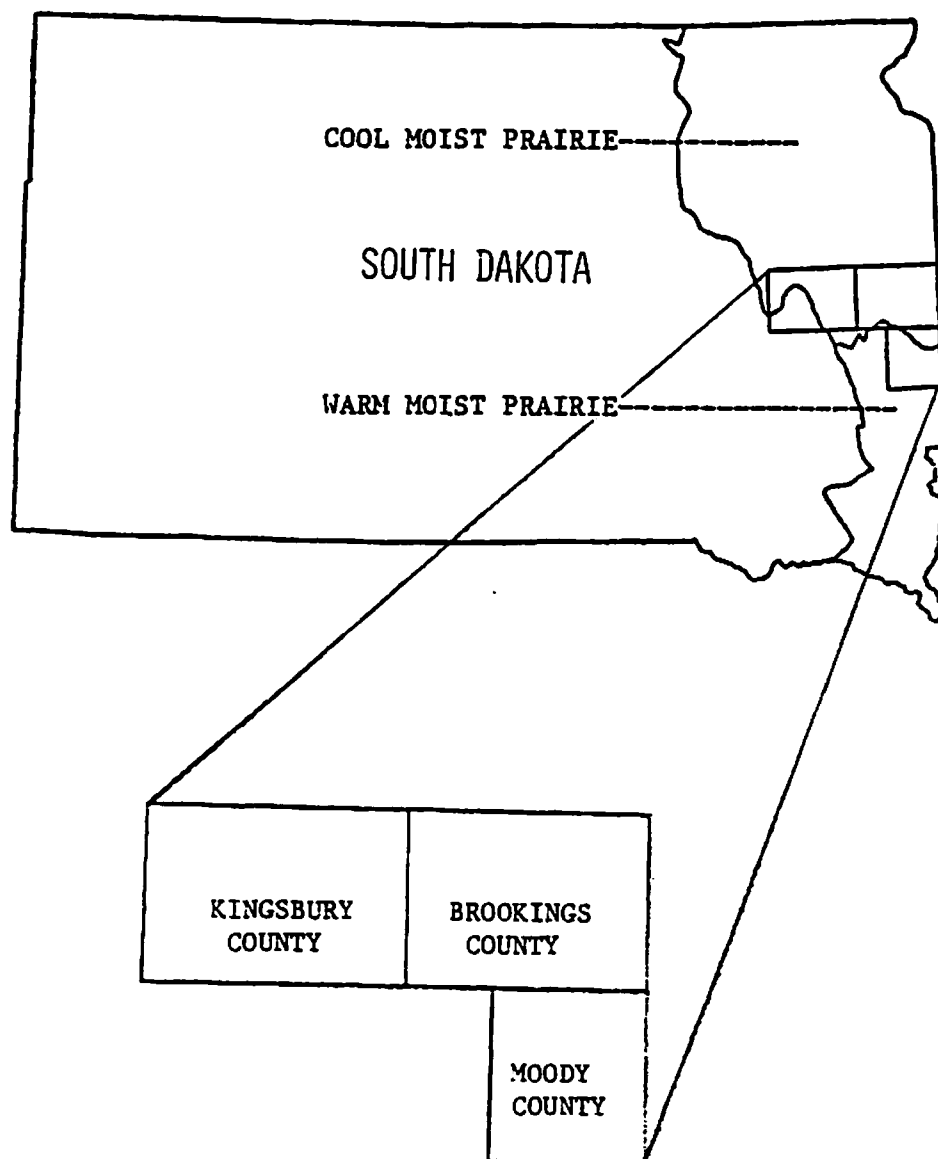 COOL MOIST PRAIRIE
SOUTH DAKOTA
WARM MOIST PRAIRIE
KINGSBURY
COUNTY
BROOKINGS
COUNTY
MOODY
COUNTY